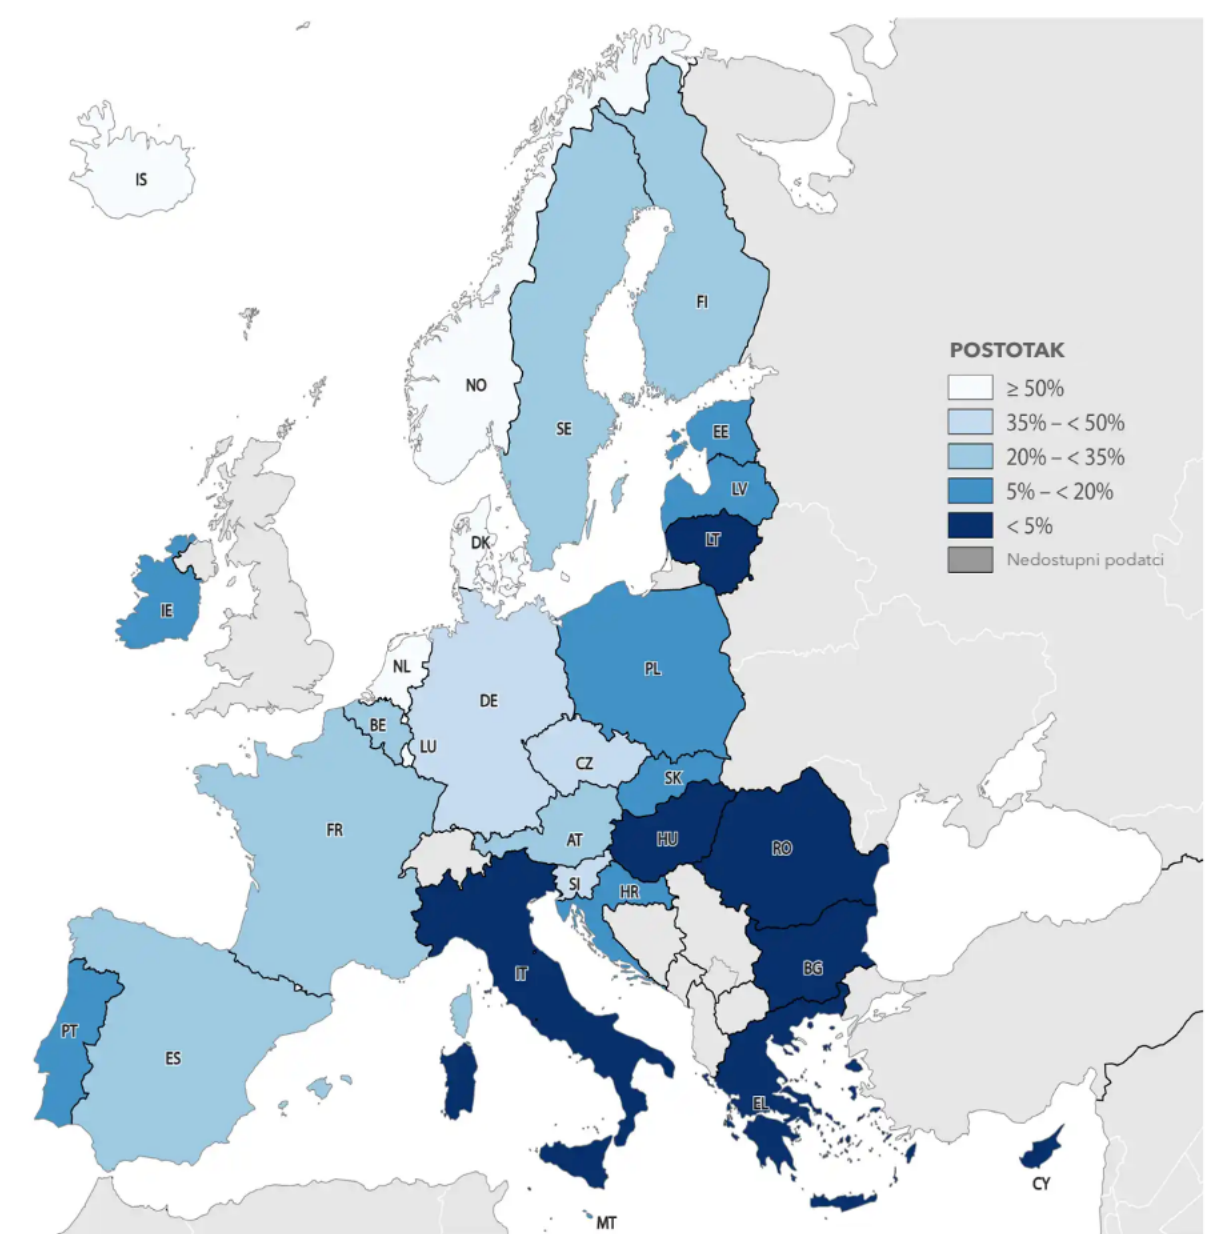 IS
FI
POSTOTAK
≥ 50%
35% – < 50%
20% – < 35%
5% – < 20%
< 5%
Nedostupni podatci
NO
SE
EE
LV
LT
DK
IE
NL
PL
DE
BE
LU
CZ
SK
FR
AT
HU
RO
SI
HR
IT
BG
PT
ES
EL
CY
MT